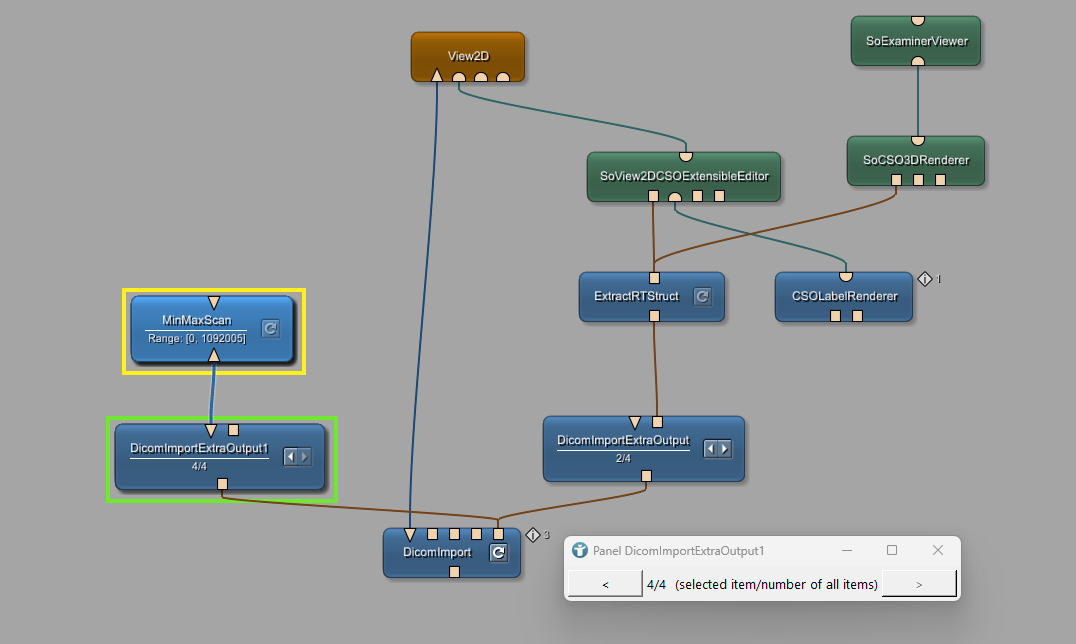 SoExaminerViewer
View2D
SoCSO3DRenderer
SoView2DCSOExtensibleEditor
ExtractRTStruct
CSOLabelRenderer
1
MinMaxScan
Range: [0, 1092005]
DicomImportExtraOutput1
4/4
DicomImportExtraOutput
2/4
DicomImport
3
Panel DicomImportExtraOutput1
< 4/4 (selected item/number of all items) >